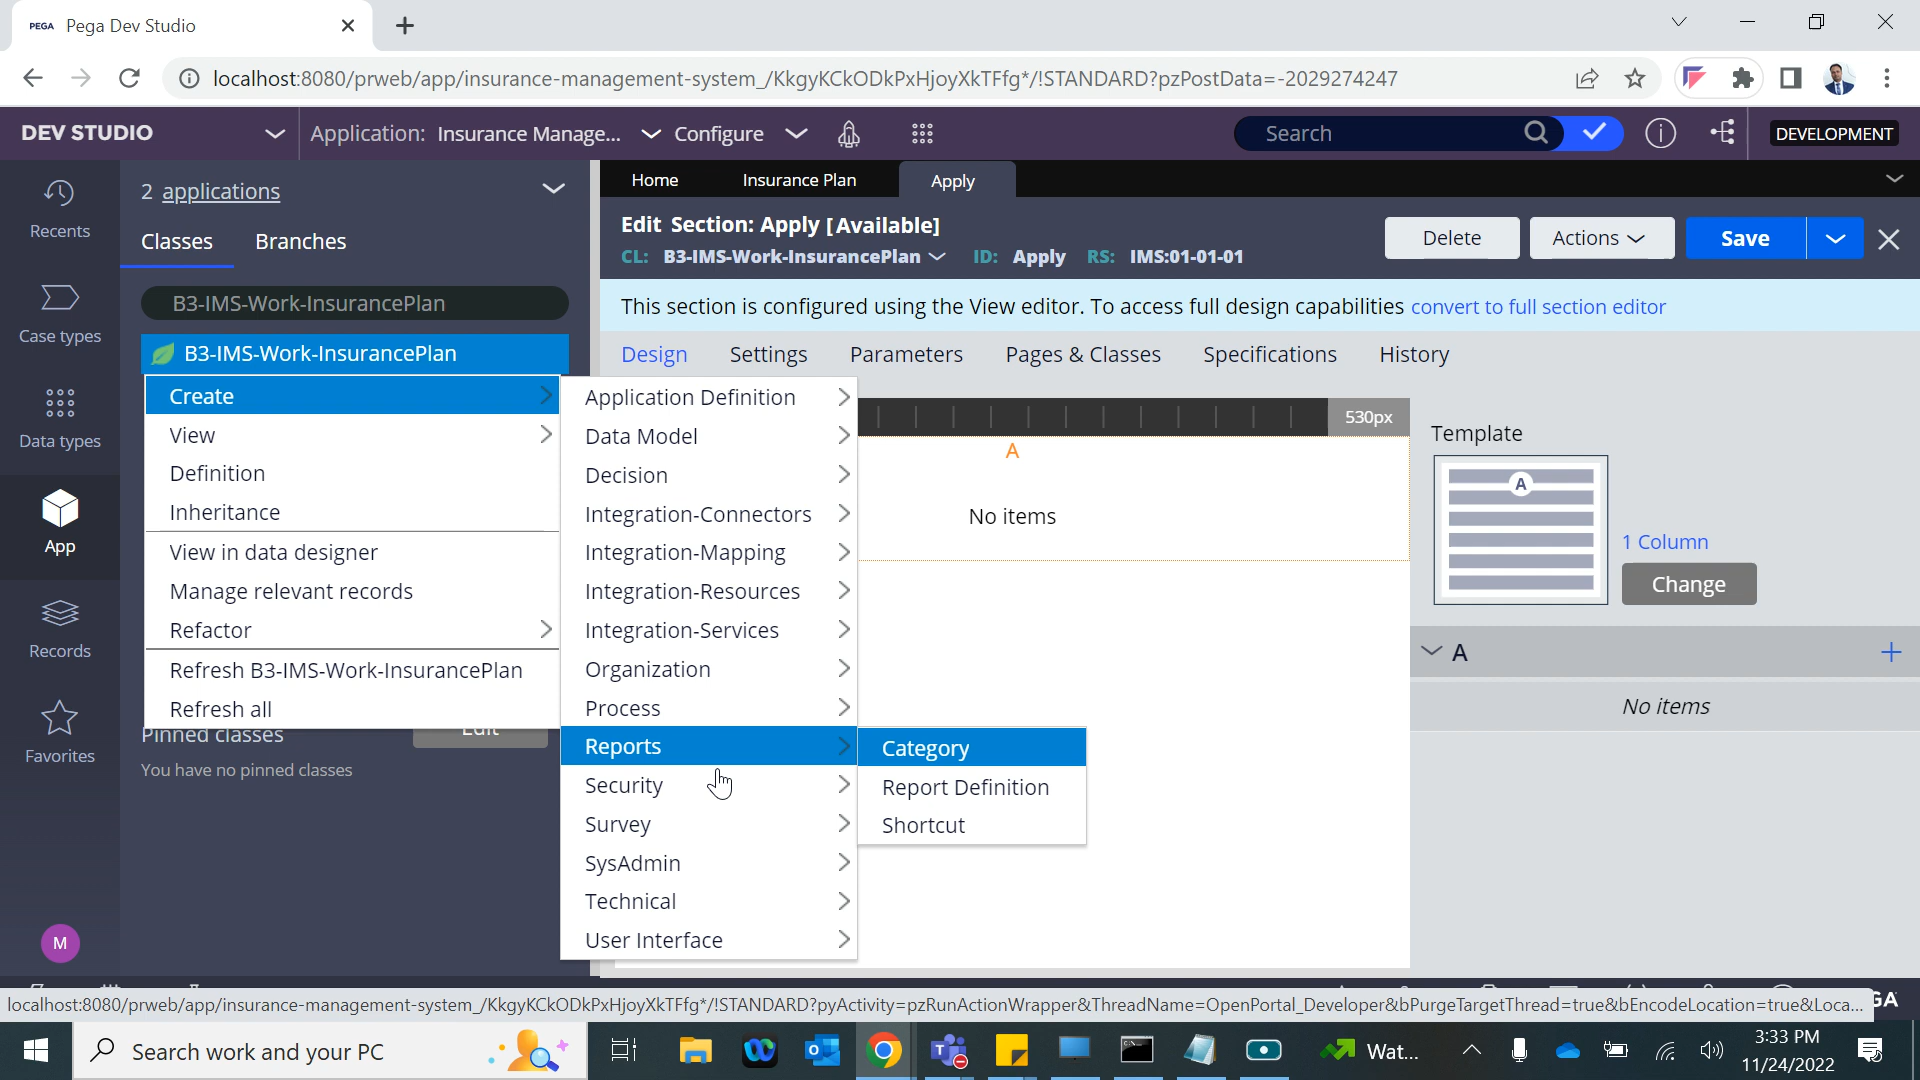 PEGA Pega Dev Studio
localhost:8080/prweb/app/insurance-management-system_/KkgyKCkODkPxHjoyXkTFfg*/!STANDARD?pzPostData=-2029274247
DEV STUDIO
Application: Insurance Manage... Configure
Search
DEVELOPMENT
Recents
Case types
Data types
App
Records
Favorites
M
2 applications
Classes Branches
B3-IMS-Work-InsurancePlan
B3-IMS-Work-InsurancePlan
Create
View
Definition
Inheritance
View in data designer
Manage relevant records
Refactor
Refresh B3-IMS-Work-InsurancePlan
Refresh all
Pinned classes Edit
You have no pinned classes
Application Definition
Data Model
Decision
Integration-Connectors
Integration-Mapping
Integration-Resources
Integration-Services
Organization
Process
Reports
Security
Survey
SysAdmin
Technical
User Interface
Category
Report Definition
Shortcut
Home Insurance Plan Apply
Edit Section: Apply [Available]
CL: B3-IMS-Work-InsurancePlan ID: Apply RS: IMS:01-01-01
Delete Actions Save
This section is configured using the View editor. To access full design capabilities convert to full section editor
Design Settings Parameters Pages & Classes Specifications History
530px
A
No items
Template
A
1 Column
Change
A
No items
localhost:8080/prweb/app/insurance-management-system_/KkgyKCkODkPxHjoyXkTFfg*/!STANDARD?pyActivity=pzRunActionWrapper&ThreadName=OpenPortal_Developer&bPurgeTargetThread=true&bEncodeLocation=true&Loca...
Search work and your PC
Wat...
3:33 PM
11/24/2022